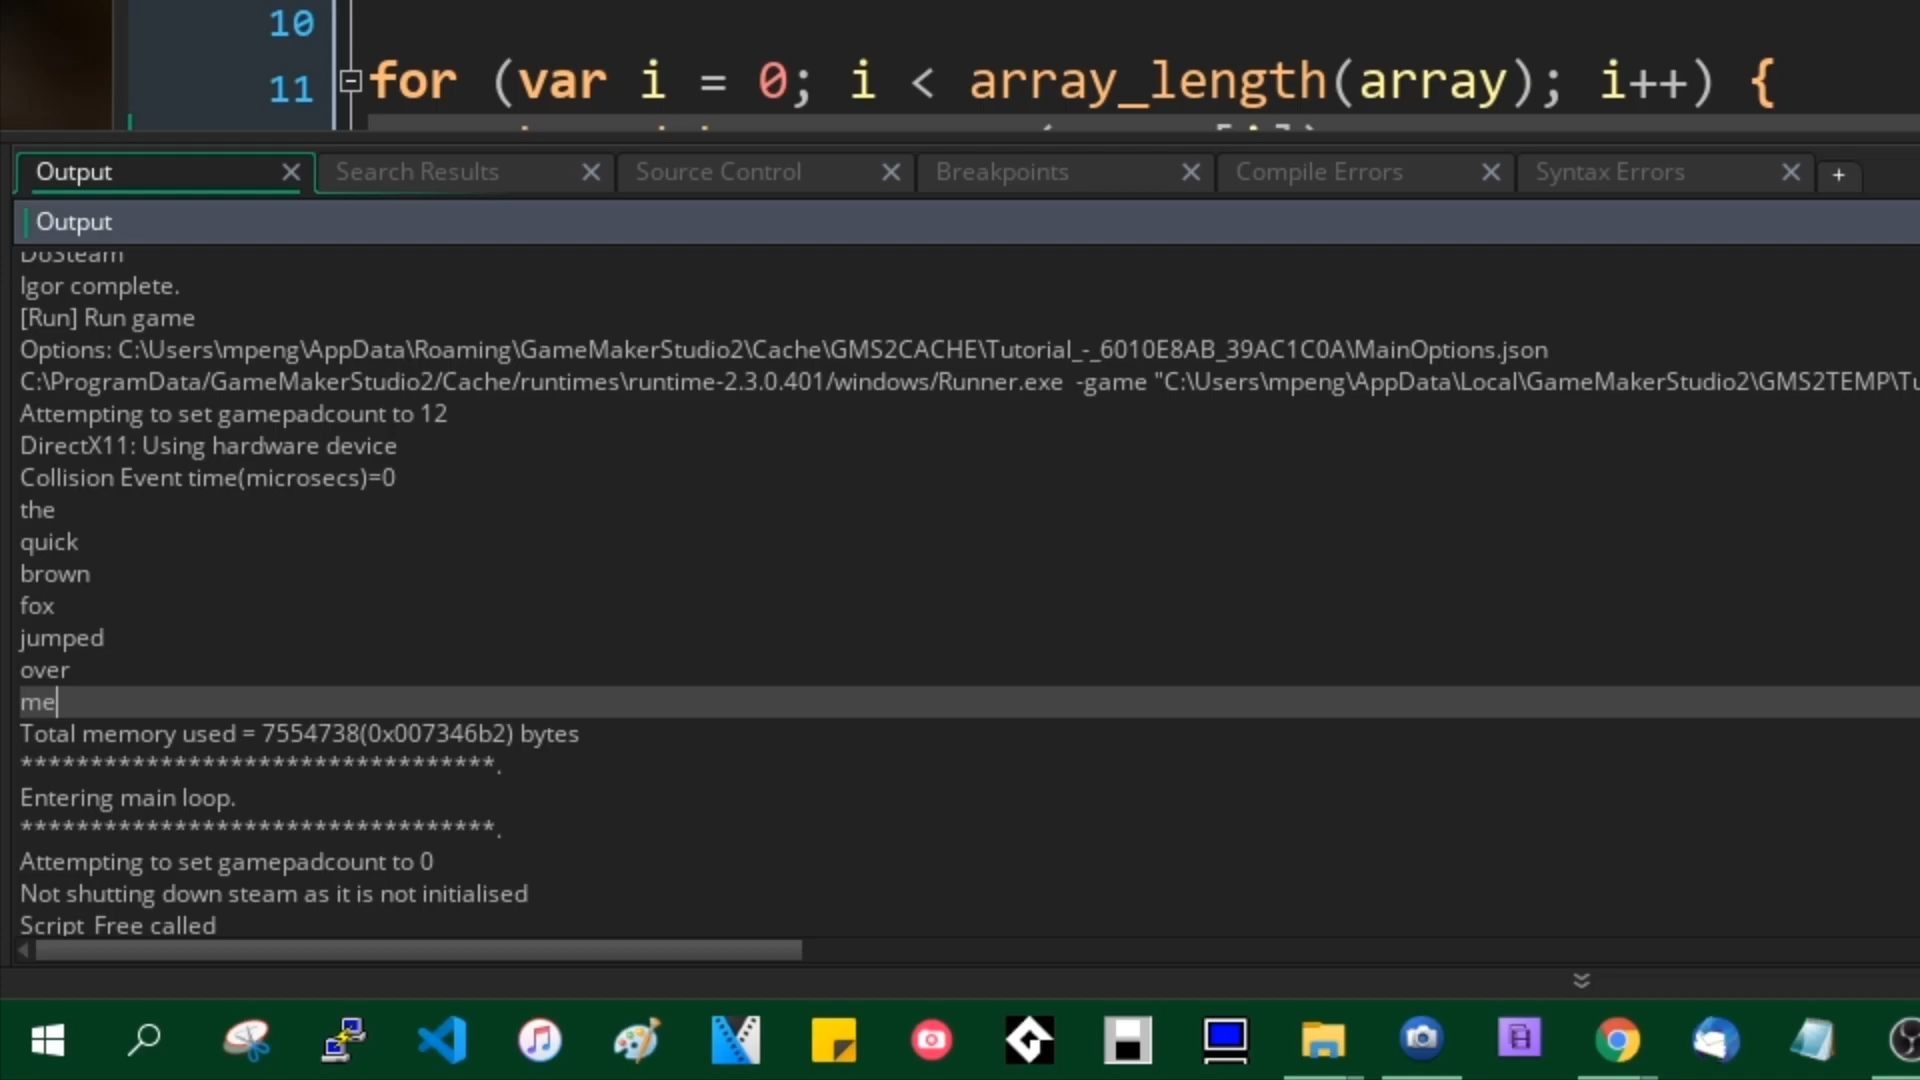 10
11 for (var i = 0; i < array_length(array); i++) {
Output Search Results Source Control Breakpoints Compile Errors Syntax Errors +
Output
DoSteam
Igor complete.
[Run] Run game
Options: C:\Users\mpeng\AppData\Roaming\GameMakerStudio2\Cache\GMS2CACHE\Tutorial_-_6010E8AB_39AC1C0A\MainOptions.json
C:\ProgramData/GameMakerStudio2/Cache/runtimes\runtime-2.3.0.401/windows/Runner.exe -game "C:\Users\mpeng\AppData\Local\GameMakerStudio2\GMS2TEMP\Tu
Attempting to set gamepadcount to 12
DirectX11: Using hardware device
Collision Event time(microsecs)=0
the
quick
brown
fox
jumped
over
me
Total memory used = 7554738(0x007346b2) bytes
**********************************.
Entering main loop.
**********************************.
Attempting to set gamepadcount to 0
Not shutting down steam as it is not initialised
Script Free called